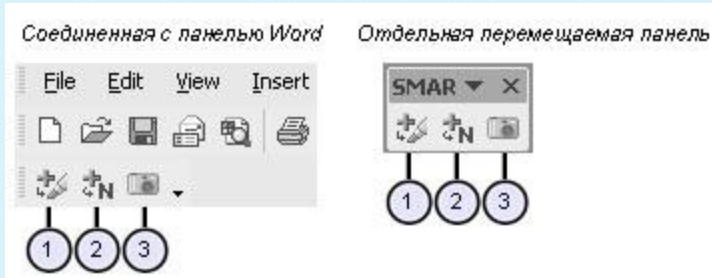 Соединенная с панелью Word
Отдельная перемещаемая панель
File Edit View Insert
SMAR
N N
1 2 3
1 2 3